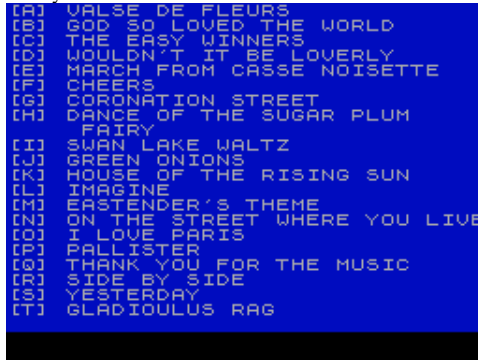 [A] VALSE DE FLEURS
[B] GOD SO LOVED THE WORLD
[C] THE EASY WINNERS
[D] WOULDN'T IT BE LOVERLY
[E] MARCH FROM CASSE NOISETTE
[F] CHEERS
[G] CORONATION STREET
[H] DANCE OF THE SUGAR PLUM
FAIRY
[I] SWAN LAKE WALTZ
[J] GREEN ONIONS
[K] HOUSE OF THE RISING SUN
[L] IMAGINE
[M] EASTENDER'S THEME
[N] ON THE STREET WHERE YOU LIVE
[O] I LOVE PARIS
[P] PALLISTER
[Q] THANK YOU FOR THE MUSIC
[R] SIDE BY SIDE
[S] YESTERDAY
[T] GLADIOULUS RAG